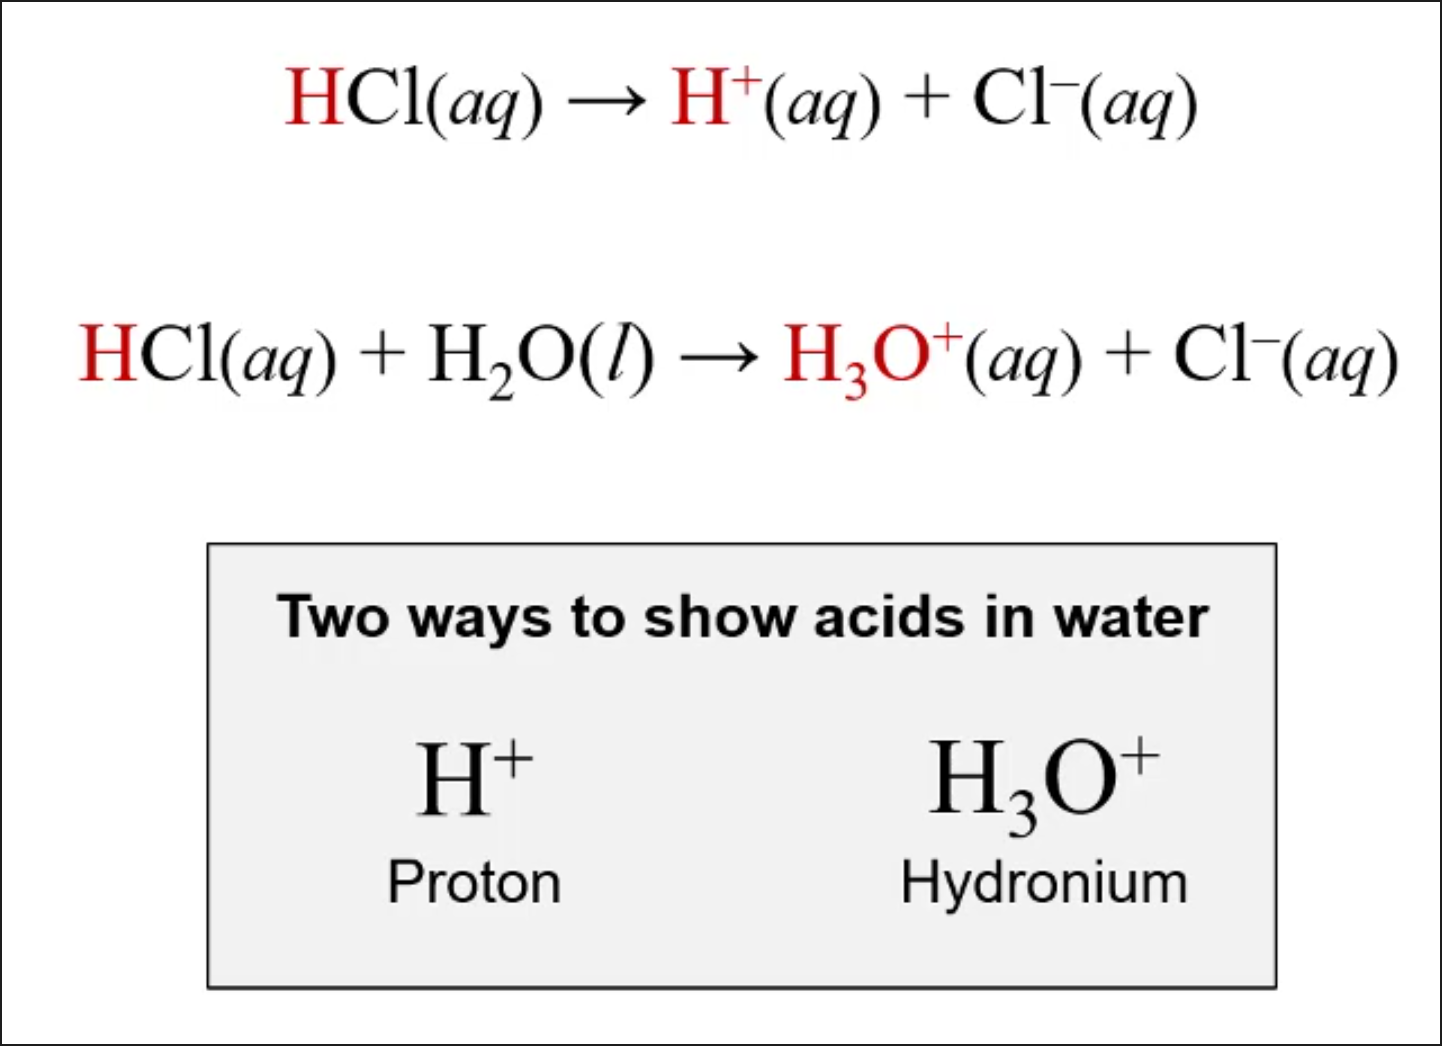 HCl(aq) → H⁺(aq) + Cl⁻(aq)
HCl(aq) + H₂O(l) → H₃O⁺(aq) + Cl⁻(aq)
Two ways to show acids in water
H⁺ H₃O⁺
Proton Hydronium